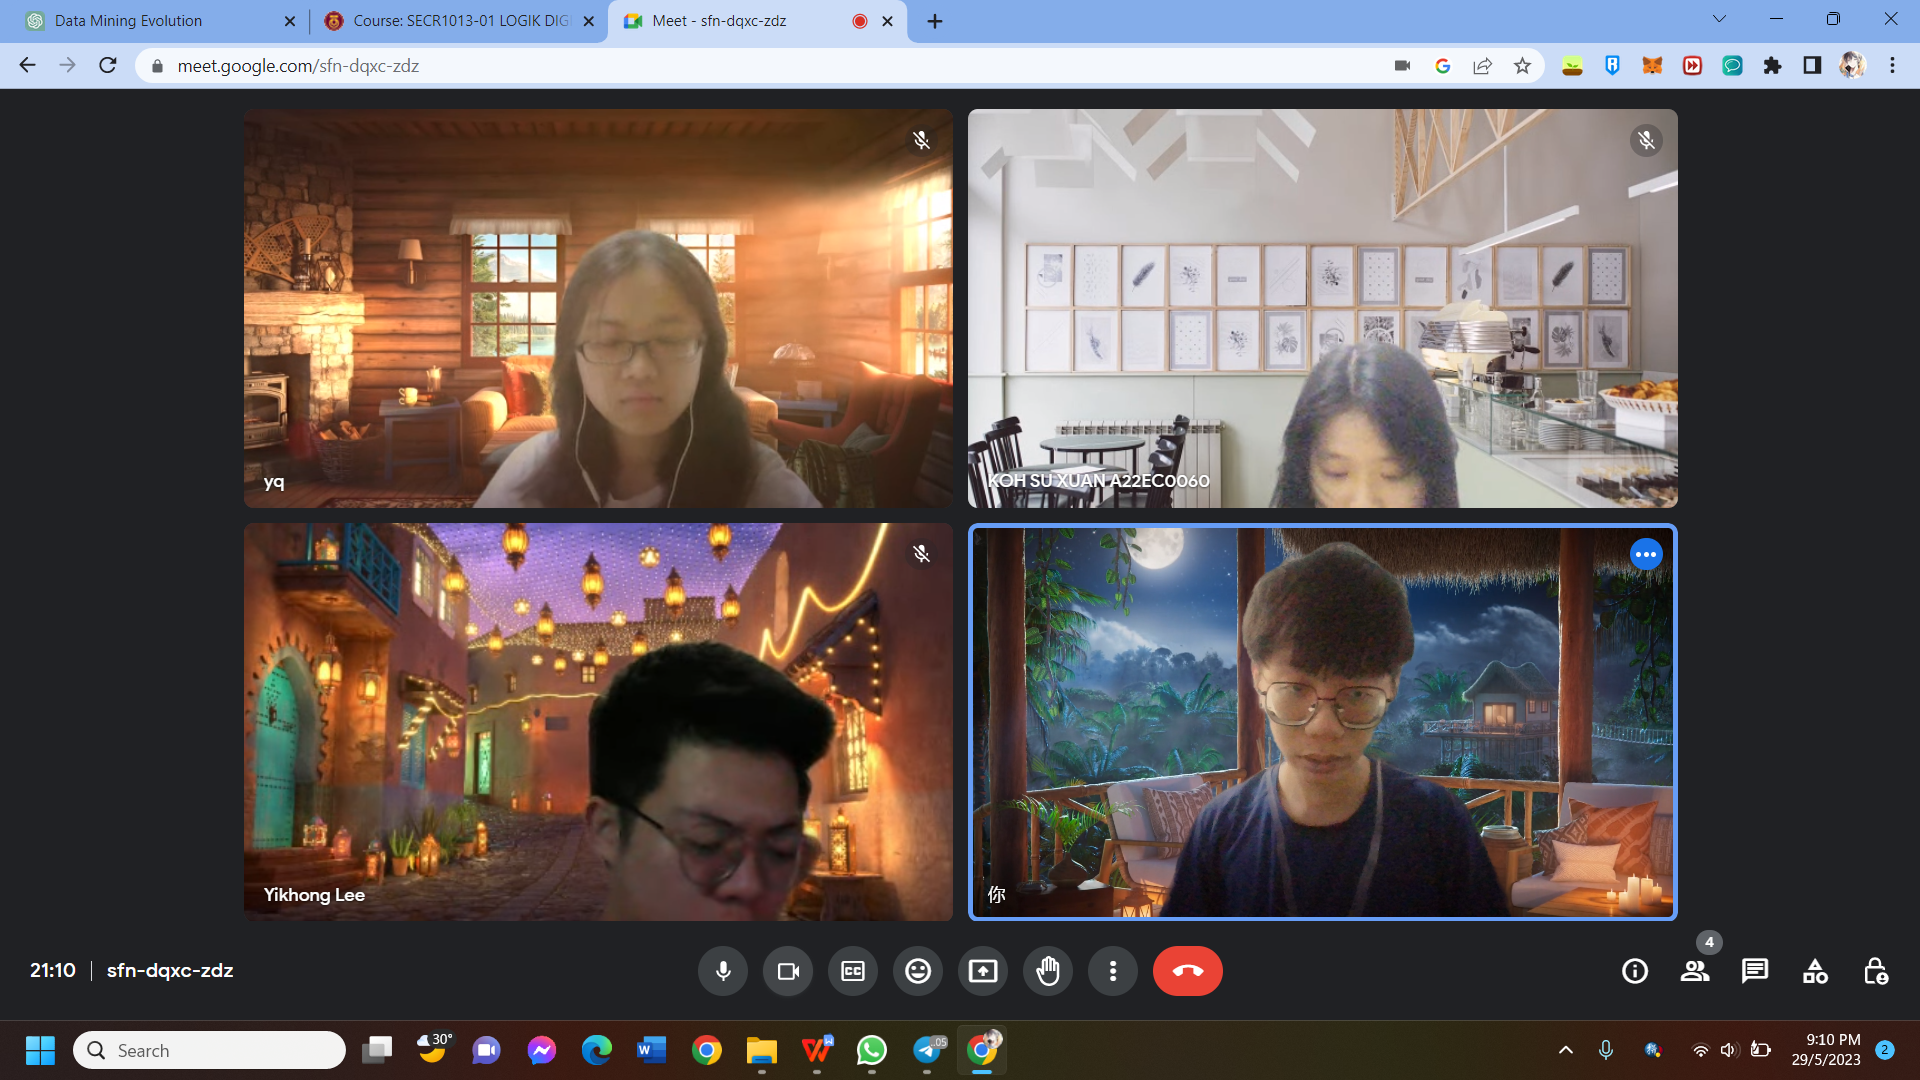 Data Mining Evolution
Course: SECR1013-01 LOGIK DIG
Meet - sfn-dqxc-zdz
meet.google.com/sfn-dqxc-zdz
yq
KOH SU XUAN A22EC0060
Yikhong Lee
你
21:10 | sfn-dqxc-zdz
CC
4
Search
30°
W
W
.05
9:10 PM
29/5/2023
2